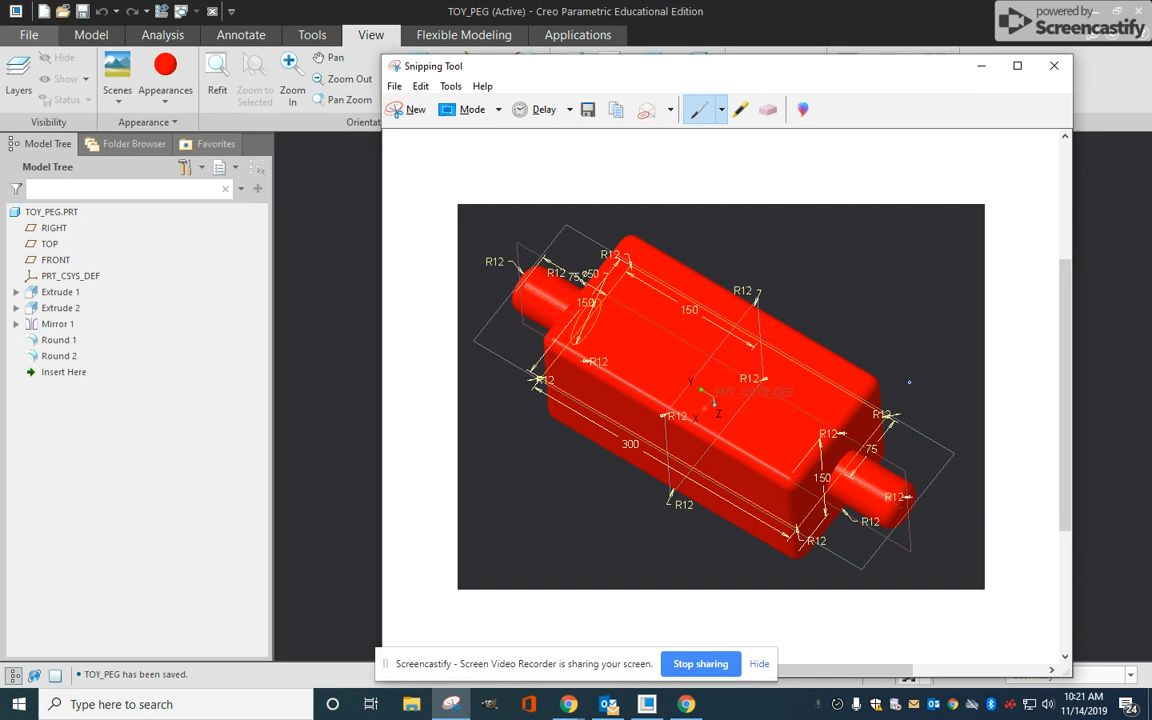 TOY_PEG (Active) - Creo Parametric Educational Edition
powered by
Screencastify
File
Model
Analysis
Annotate
Tools
View
Flexible Modeling
Applications
Layers
Hide
Show
Status
Visibility
Scenes
Appearances
Appearance
Refit
Zoom to
Selected
Zoom
In
Pan
Zoom Out
Pan Zoom
Orientat
Snipping Tool
File
Edit
Tools
Help
New
Mode
Delay
Model Tree
Folder Browser
Favorites
Model Tree
TOY_PEG.PRT
RIGHT
TOP
FRONT
PRT_CSYS_DEF
Extrude 1
Extrude 2
Mirror 1
Round 1
Round 2
Insert Here
R12
R12
R12
75
ø50
150
R12
150
R12
R12
R12
Y
PRT_CSYS_DEF
X
Z
R12
R12
R12
300
75
150
R12
R12
R12
R12
Screencastify - Screen Video Recorder is sharing your screen.
Stop sharing
Hide
TOY_PEG has been saved.
Geometry
Type here to search
10:21 AM
11/14/2019
24